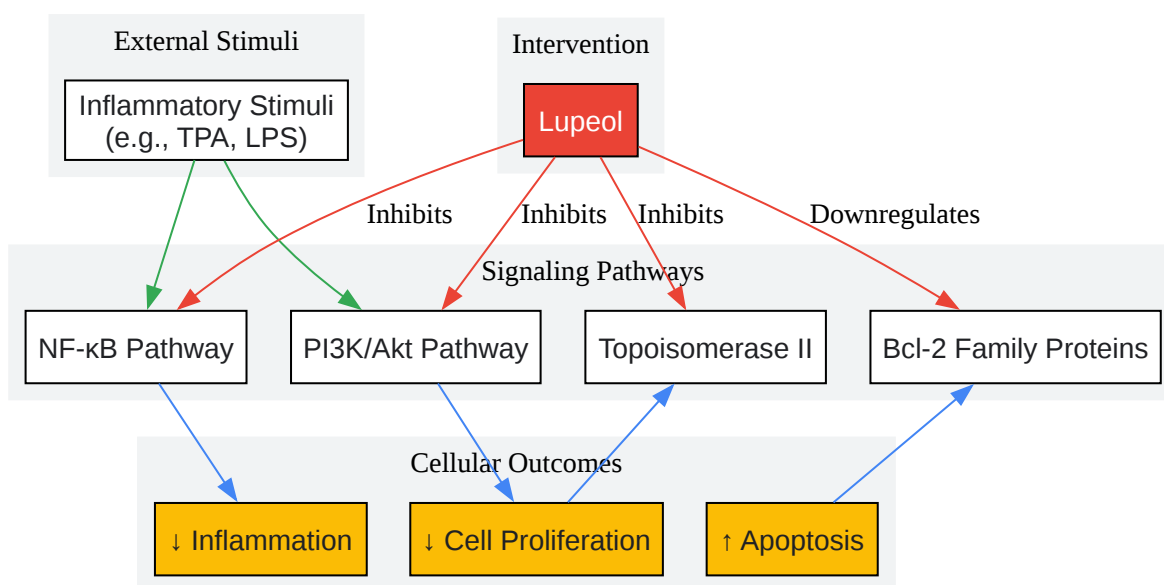 External Stimuli
Intervention
Inflammatory Stimuli
(e.g., TPA, LPS)
Lupeol
Inhibits
Inhibits
Inhibits
Downregulates
Signaling Pathways
NF-κB Pathway
PI3K/Akt Pathway
Topoisomerase II
Bcl-2 Family Proteins
Cellular Outcomes
↓ Inflammation
↓ Cell Proliferation
↑ Apoptosis